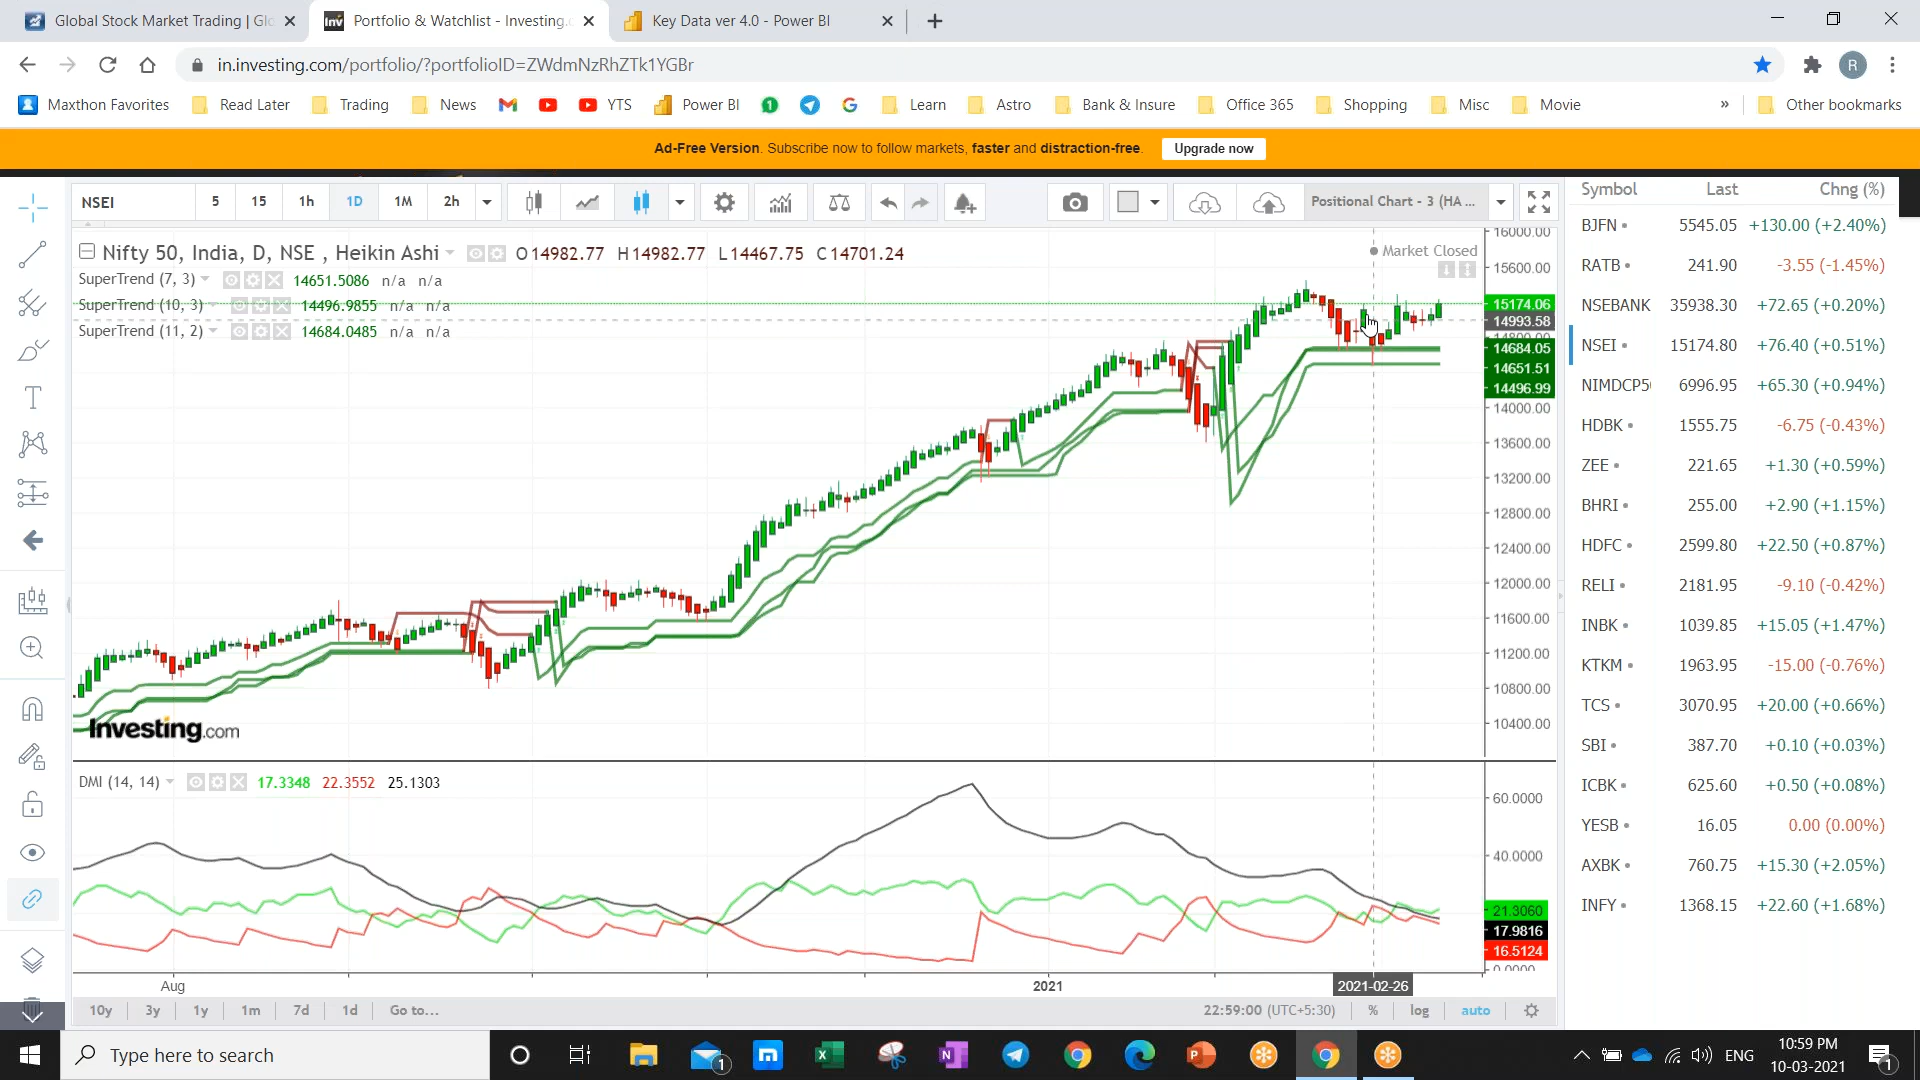 Global Stock Market Trading | Glo
Portfolio & Watchlist - Investing.c
Key Data ver 4.0 - Power BI
in.investing.com/portfolio/?portfolioID=ZWdmNzRhZTk1YGBr
R
Maxthon Favorites
Read Later
Trading
News
YTS
Power BI
Learn
Astro
Bank & Insure
Office 365
Shopping
Misc
Movie
Other bookmarks
Ad-Free Version. Subscribe now to follow markets, faster and distraction-free.
Upgrade now
NSEI 5 15 1h 1D 1M 2h
Positional Chart - 3 (HA ...
Nifty 50, India, D, NSE , Heikin Ashi O14982.77 H14982.77 L14467.75 C14701.24
Market Closed
SuperTrend (7, 3) 14651.5086 n/a n/a
SuperTrend (10, 3) 14496.9855 n/a n/a
SuperTrend (11, 2) 14684.0485 n/a n/a
16000.00
15600.00
15174.06
14993.58
14684.05
14651.51
14496.99
14000.00
13600.00
13200.00
12800.00
12400.00
12000.00
11600.00
11200.00
10800.00
10400.00
Investing.com
DMI (14, 14) 17.3348 22.3552 25.1303
60.0000
40.0000
21.3060
17.9816
16.5124
0.0000
Aug 2021 2021-02-26
10y 3y 1y 1m 7d 1d Go to...
22:59:00 (UTC+5:30) % log auto
Symbol Last Chng (%)
BJFN 5545.05 +130.00 (+2.40%)
RATB 241.90 -3.55 (-1.45%)
NSEBANK 35938.30 +72.65 (+0.20%)
NSEI 15174.80 +76.40 (+0.51%)
NIMDCP5 6996.95 +65.30 (+0.94%)
HDBK 1555.75 -6.75 (-0.43%)
ZEE 221.65 +1.30 (+0.59%)
BHRI 255.00 +2.90 (+1.15%)
HDFC 2599.80 +22.50 (+0.87%)
RELI 2181.95 -9.10 (-0.42%)
INBK 1039.85 +15.05 (+1.47%)
KTKM 1963.95 -15.00 (-0.76%)
TCS 3070.95 +20.00 (+0.66%)
SBI 387.70 +0.10 (+0.03%)
ICBK 625.60 +0.50 (+0.08%)
YESB 16.05 0.00 (0.00%)
AXBK 760.75 +15.30 (+2.05%)
INFY 1368.15 +22.60 (+1.68%)
Type here to search
ENG
10:59 PM
10-03-2021